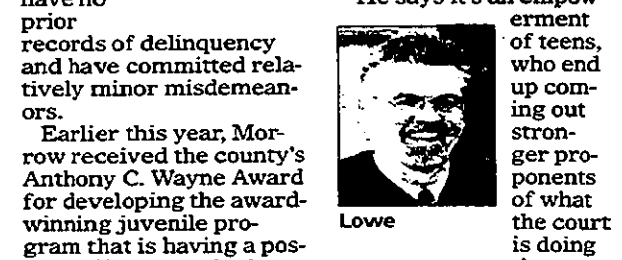 have no
prior
records of delinquency
and have committed rela-
tively minor misdemean-
ors.
Earlier this year, Mor-
row received the county's
Anthony C. Wayne Award
for developing the award-
winning juvenile pro-
gram that is having a pos-
He says it's an empow-
erment
of teens,
who end
up com-
ing out
stron-
ger pro-
ponents
of what
the court
is doing
Lowe